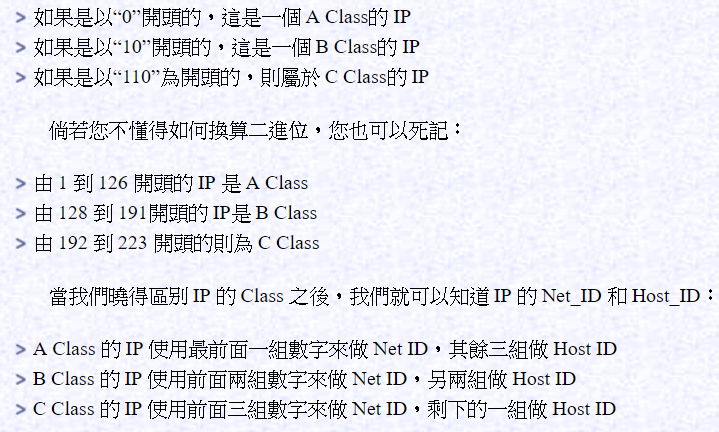 > 如果是以“0”開頭的，這是一個 A Class的 IP
> 如果是以“10”開頭的，這是一個 B Class的 IP
> 如果是以“110”為開頭的，則屬於 C Class的 IP
倘若您不懂得如何換算二進位，您也可以死記：
> 由 1 到 126 開頭的 IP 是 A Class
> 由 128 到 191開頭的 IP是 B Class
> 由 192 到 223 開頭的則為 C Class
當我們曉得區别 IP 的 Class 之後，我們就可以知道 IP 的 Net_ID 和 Host_ID：
> A Class 的 IP 使用最前面一組數字來做 Net ID，其餘三組做 Host ID
> B Class 的 IP 使用前面兩組數字來做 Net ID，另兩組做 Host ID
> C Class 的 IP 使用前面三組數字來做 Net ID，剩下的一組做 Host ID